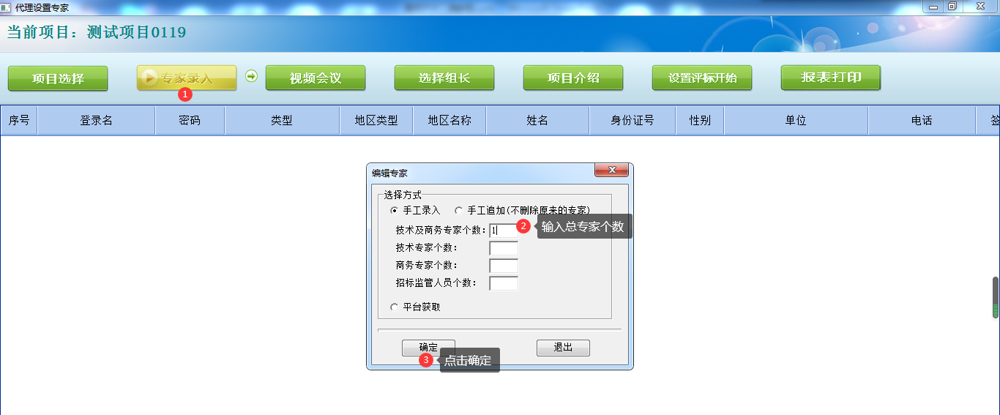 代理设置专家
当前项目：测试项目0119
项目选择 专家录入 视频会议 选择组长 项目介绍 设置评标开始 报表打印
1
序号 登录名 密码 类型 地区类型 地区名称 姓名 身份证号 性别 单位 电话 签
编辑专家
选择方式
手工录入 手工追加(不删除原来的专家)
技术及商务专家个数: 1 2 输入总专家个数
技术专家个数:
商务专家个数:
招标监管人员个数:
平台获取
确定 退出
3 点击确定